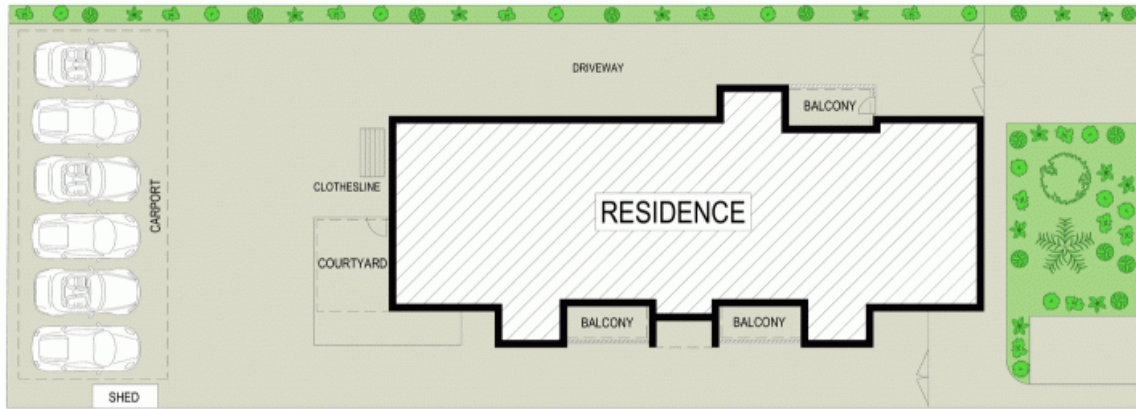 DRIVEWAY
BALCONY
CARPORT
CLOTHESLINE
RESIDENCE
COURTYARD
BALCONY
BALCONY
SHED